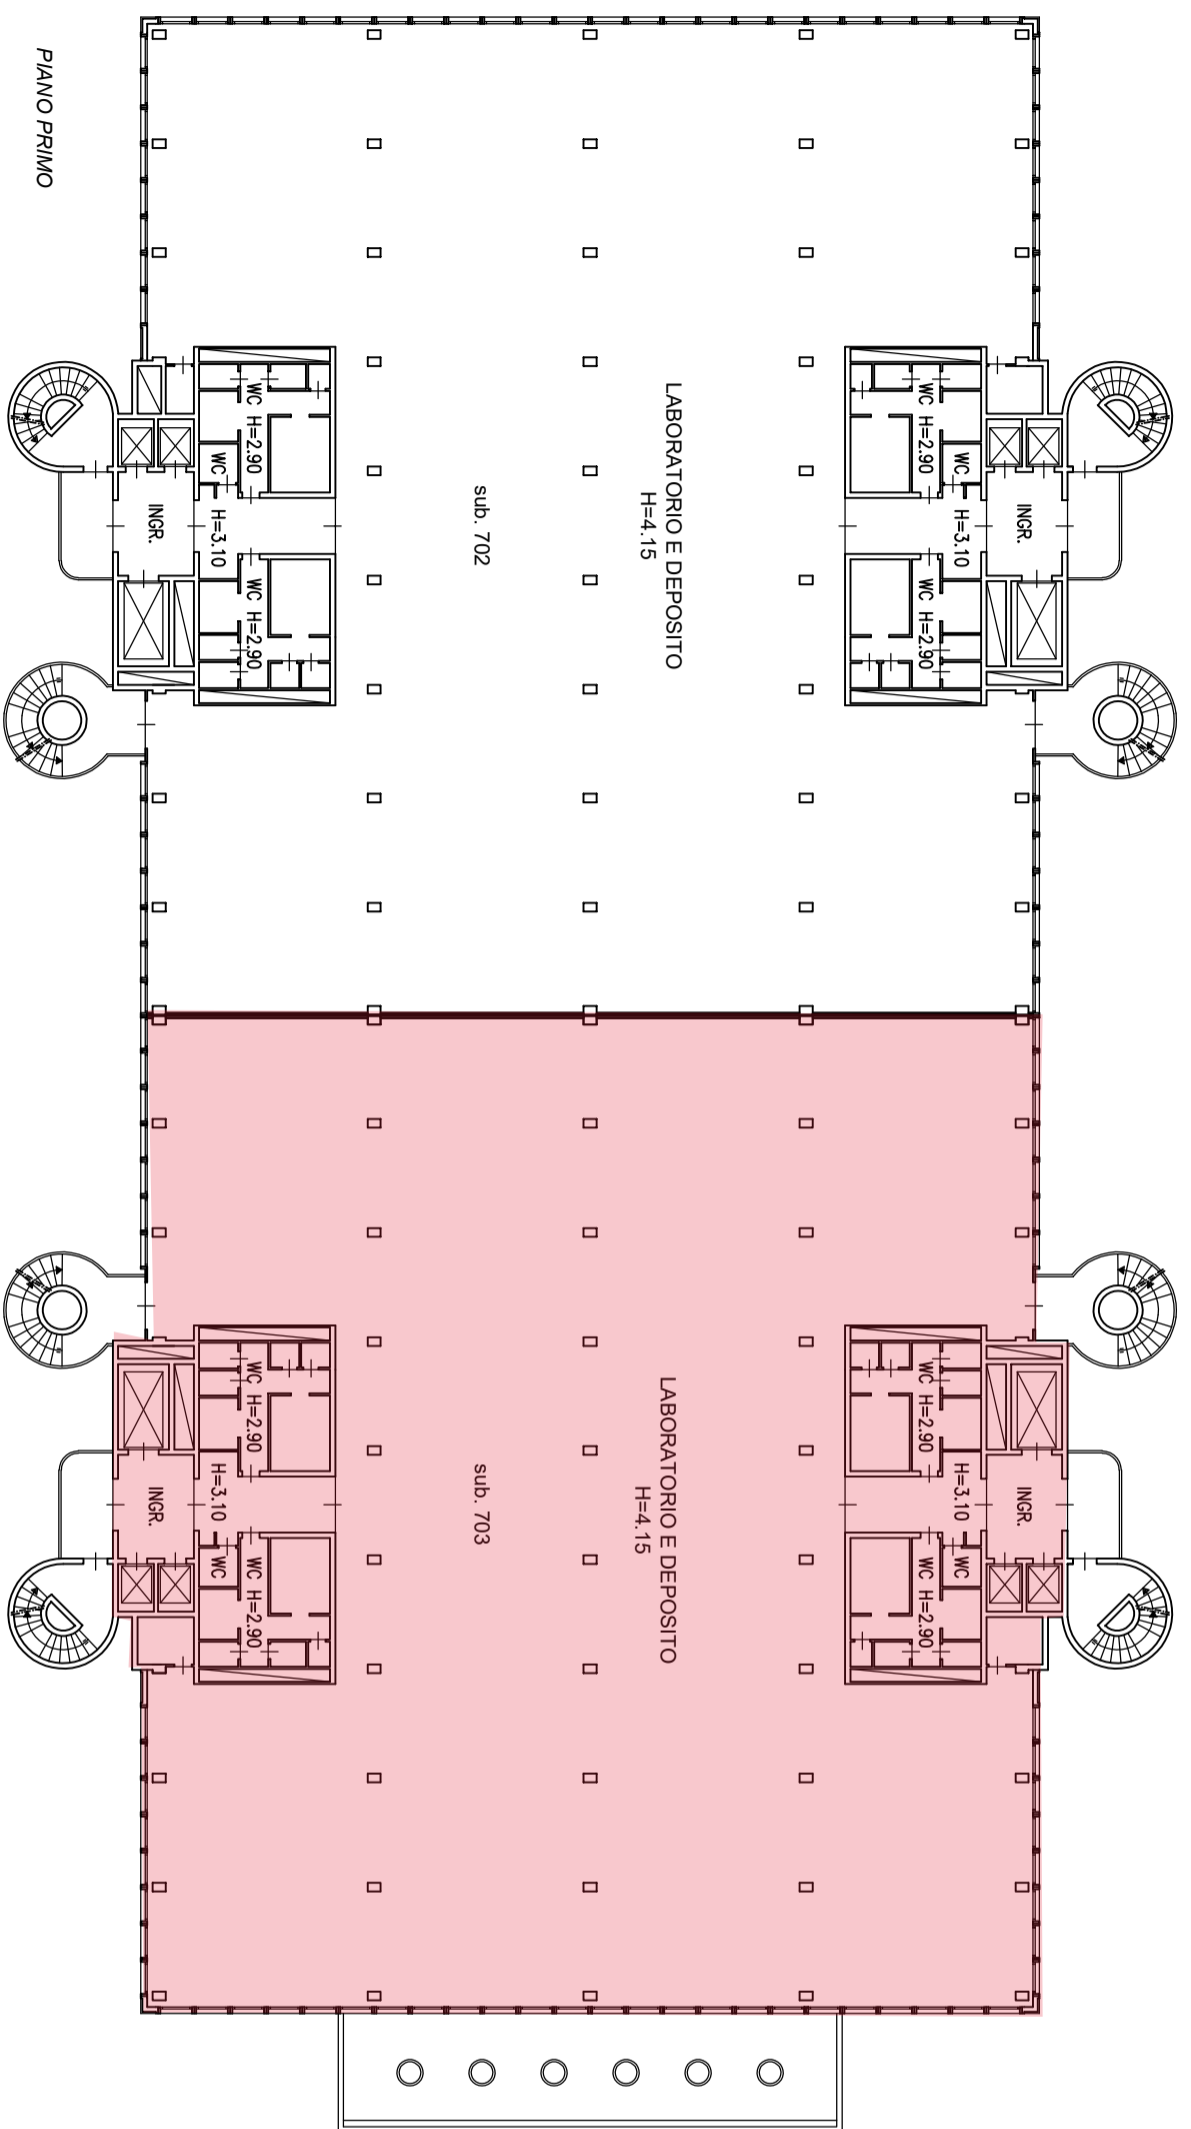 PIANO PRIMO
WC H=2.90
WC
H=3.10
INGR.
WC H=2.90
LABORATORIO E DEPOSITO
H=4.15
sub. 702
WC H=2.90
WC
H=3.10
INGR.
WC H=2.90
WC H=2.90
H=3.10
INGR.
WC
WC H=2.90
LABORATORIO E DEPOSITO
H=4.15
sub. 703
WC H=2.90
H=3.10
INGR.
WC
WC H=2.90